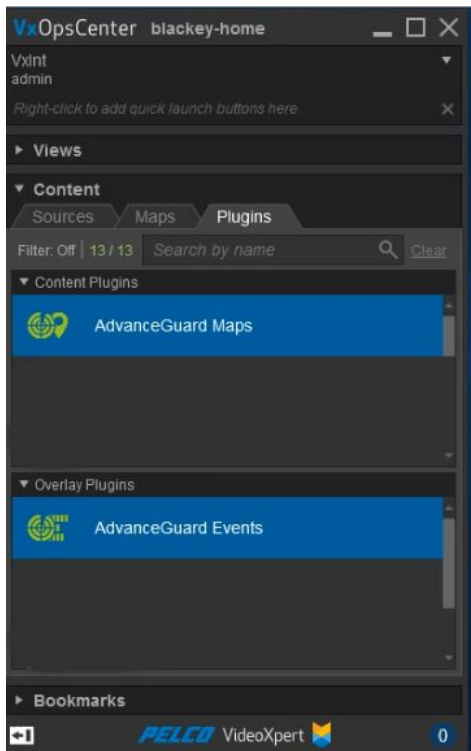 VxOpsCenter blackey-home
VxInt
admin
Right-click to add quick launch buttons here
Views
Content
Sources Maps Plugins
Filter: Off 13 / 13 Search by name Clear
Content Plugins
AdvanceGuard Maps
Overlay Plugins
AdvanceGuard Events
Bookmarks
PELCO VideoXpert 0